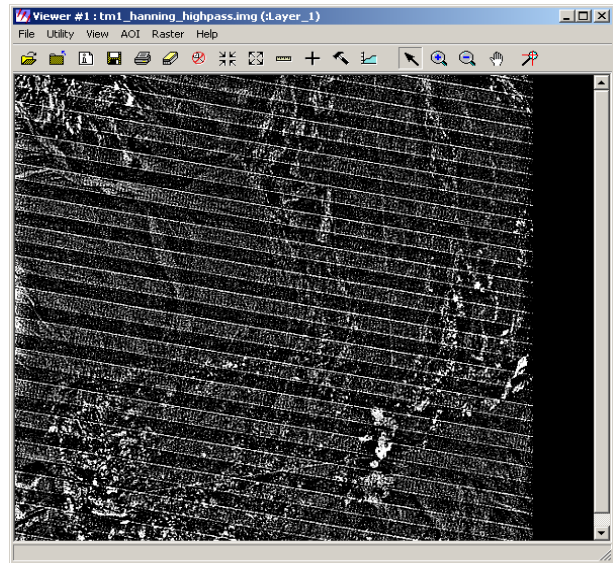 Viewer #1 : tm1_hanning_highpass.img (:Layer_1)
File Utility View AOI Raster Help